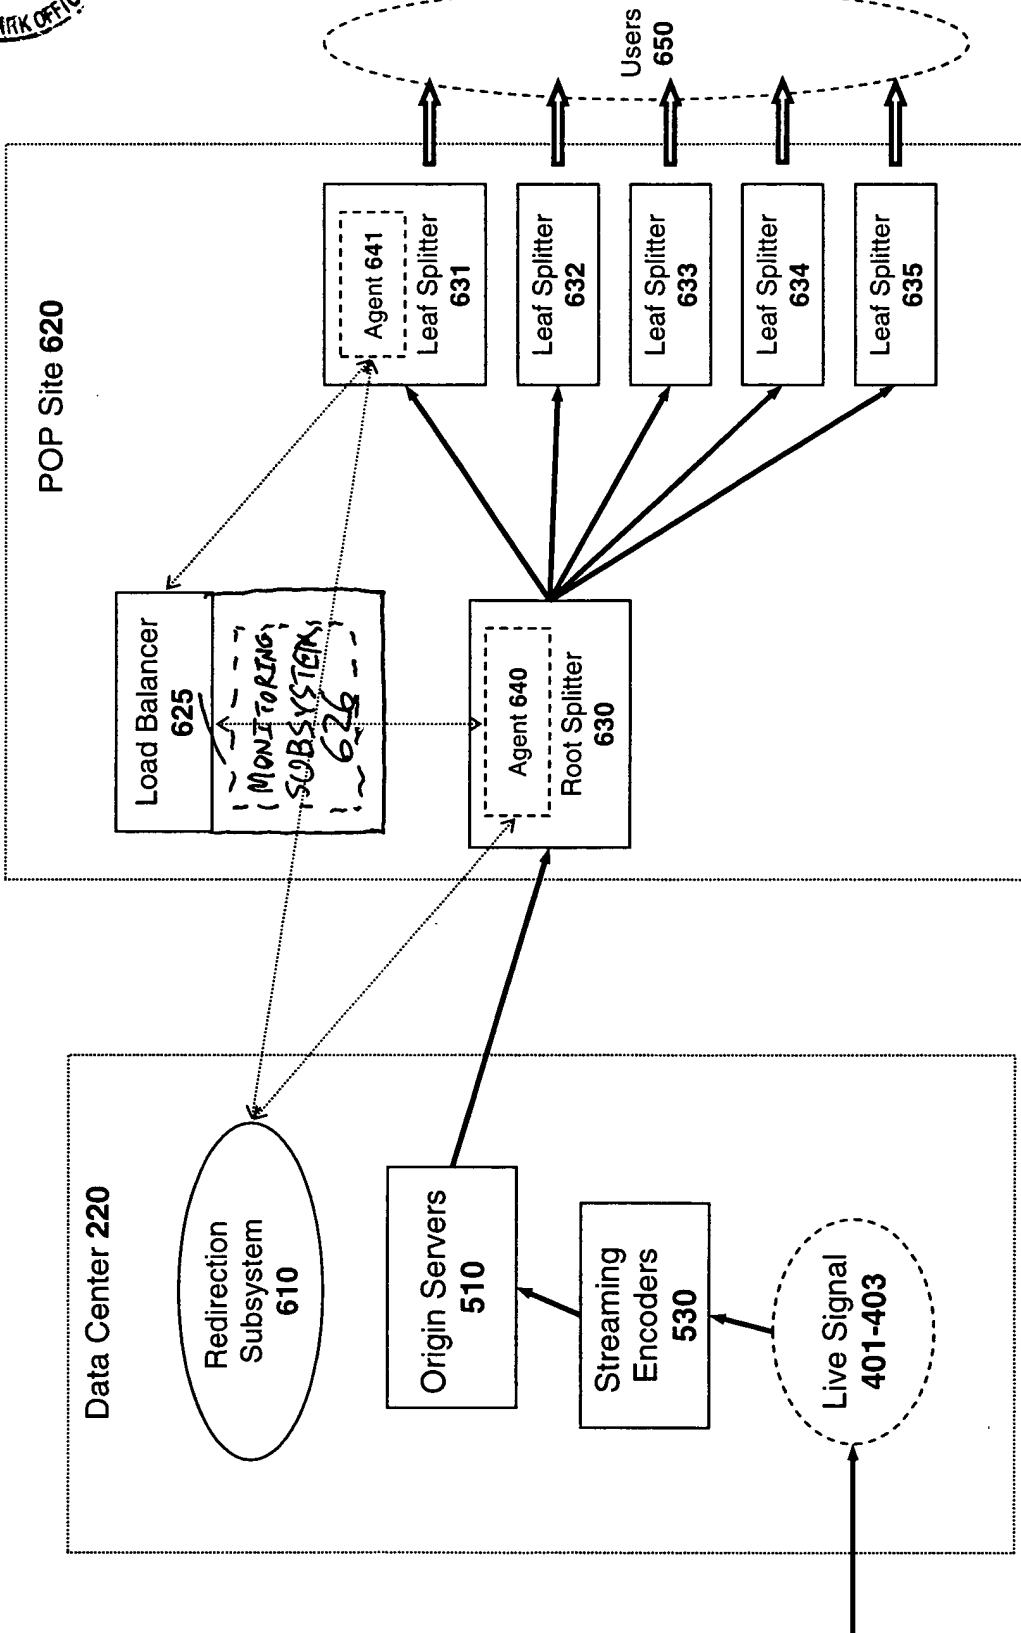 Data Center 220
Redirection
Subsystem
610
Origin Servers
510
Streaming
Encoders
530
Live Signal
401-403
POP Site 620
Load Balancer
625
MONITORING
SUBSYSTEM
626
Agent 640
Root Splitter
630
Agent 641
Leaf Splitter
631
Leaf Splitter
632
Leaf Splitter
633
Leaf Splitter
634
Leaf Splitter
635
Users
650